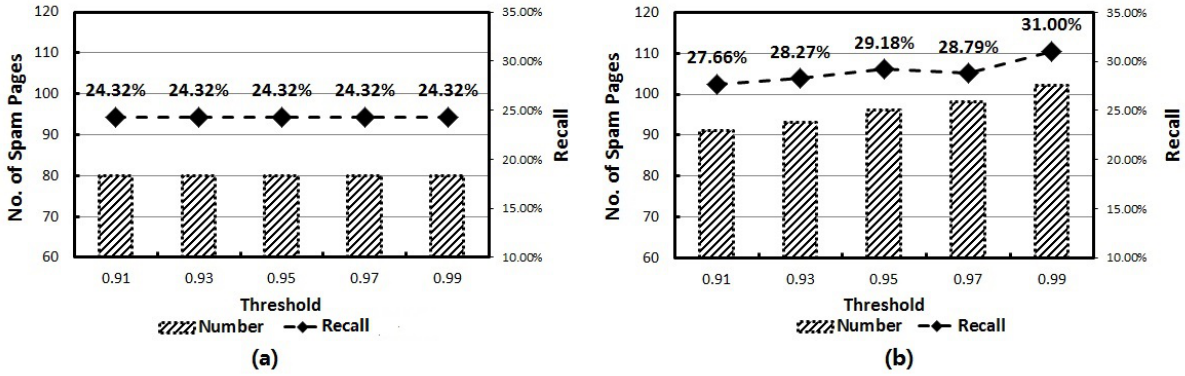 120
110
100
90
80
70
60
No. of Spam Pages
35.00%
30.00%
25.00%
20.00%
15.00%
10.00%
Recall
24.32% 24.32% 24.32% 24.32% 24.32%
0.91 0.93 0.95 0.97 0.99
Threshold
Number Recall
(a)
120
110
100
90
80
70
60
No. of Spam Pages
35.00%
30.00%
25.00%
20.00%
15.00%
10.00%
Recall
27.66% 28.27% 29.18% 28.79% 31.00%
0.91 0.93 0.95 0.97 0.99
Threshold
Number Recall
(b)